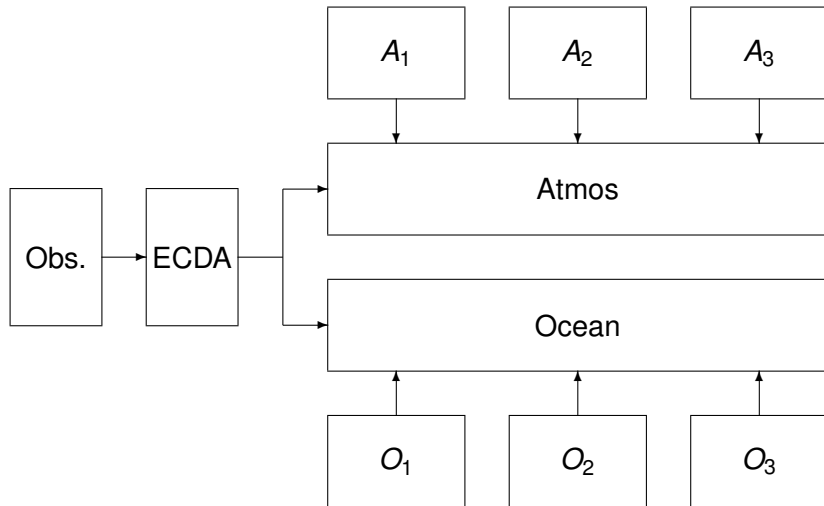 A₁ A₂ A₃
Atmos
Obs. ECDA
Ocean
O₁ O₂ O₃